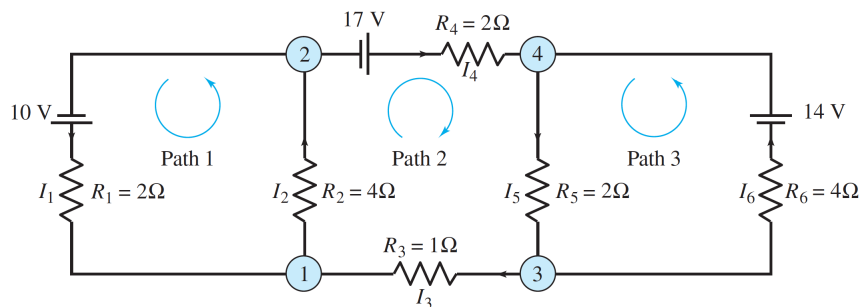 17 V
R₄ = 2Ω
2
4
I₄
10 V
14 V
Path 1
Path 2
Path 3
I₁
R₁ = 2Ω
I₂
R₂ = 4Ω
I₅
R₅ = 2Ω
I₆
R₆ = 4Ω
R₃ = 1Ω
1
3
I₃